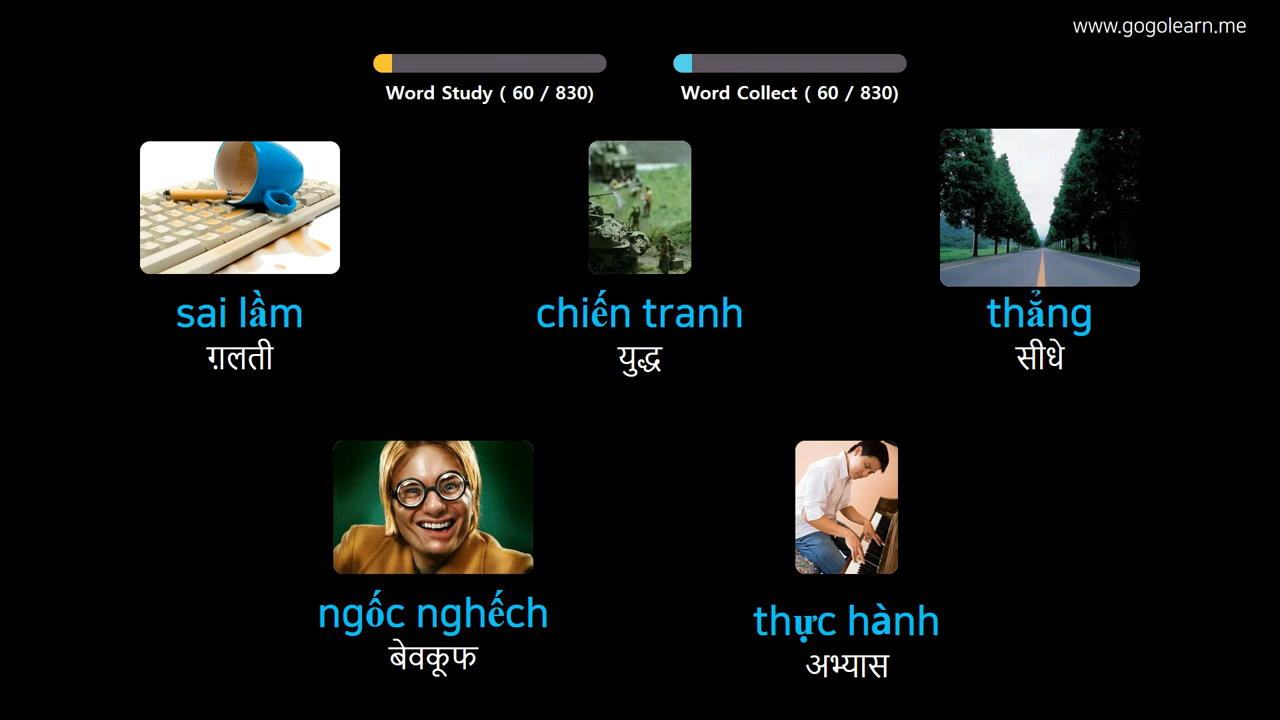 www.gogolearn.me
Word Study ( 60 / 830)
Word Collect ( 60 / 830)
sai lầm
ग़लती
chiến tranh
युद्ध
thẳng
सीधे
ngốc nghếch
बेवकूफ
thực hành
अभ्यास